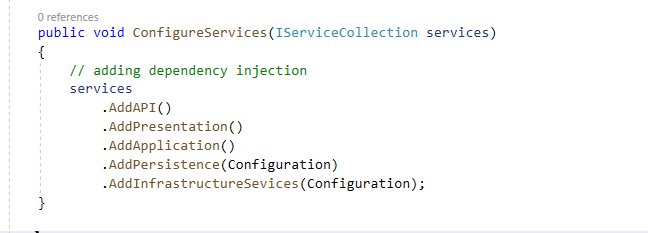 0 references
public void ConfigureServices(IServiceCollection services)
{
// adding dependency injection
services
.AddAPI()
.AddPresentation()
.AddApplication()
.AddPersistence(Configuration)
.AddInfrastructureSevices(Configuration);
}